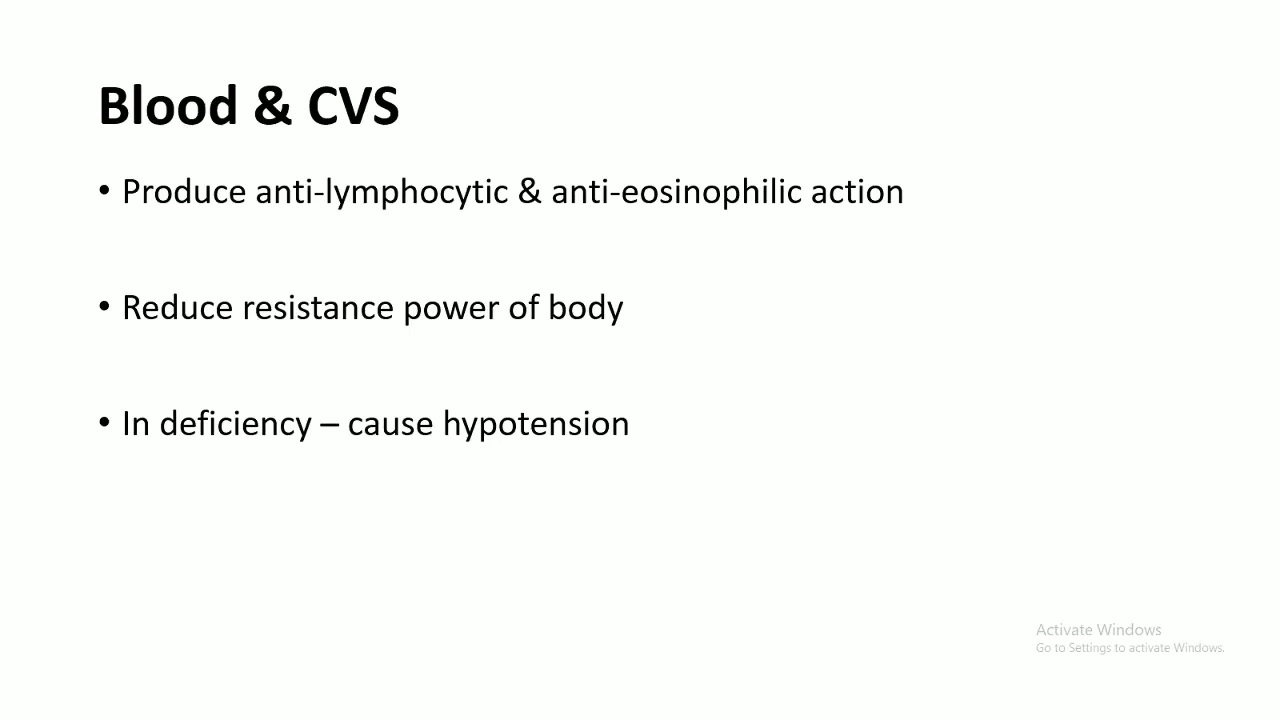 Blood & CVS
• Produce anti-lymphocytic & anti-eosinophilic action
• Reduce resistance power of body
• In deficiency – cause hypotension
Activate Windows
Go to Settings to activate Windows.